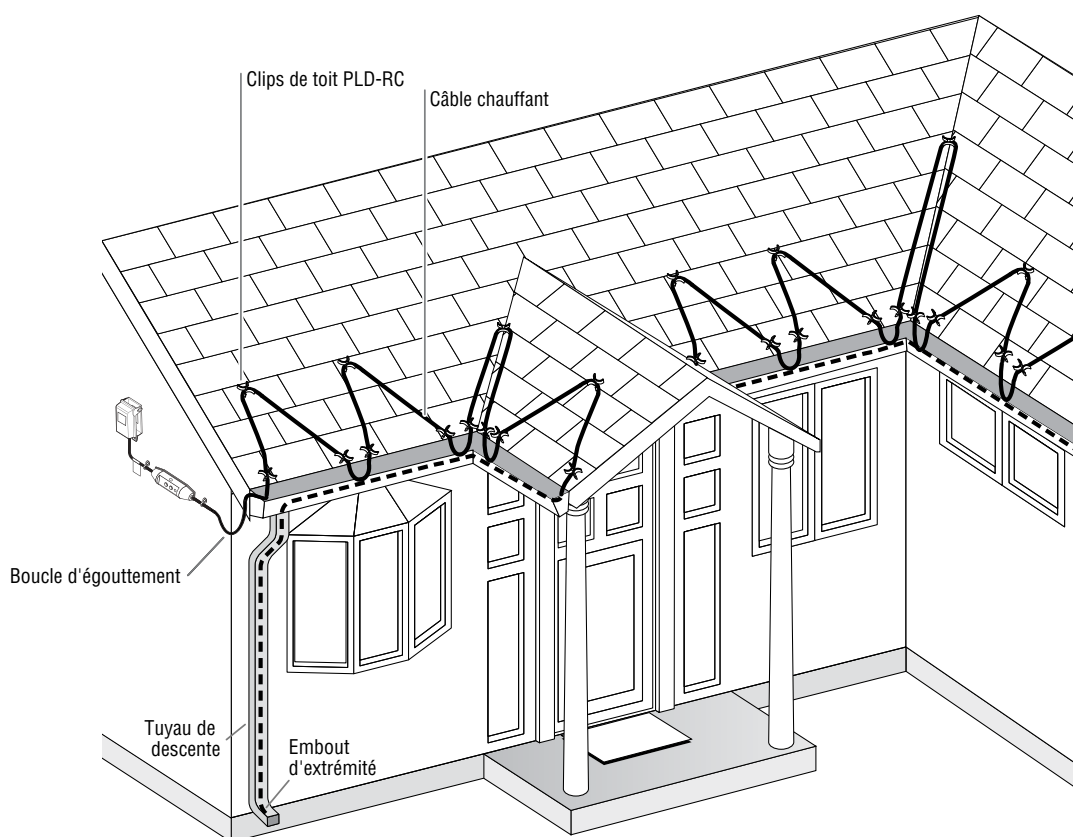 Clips de toit PLD-RC
Câble chauffant
Boucle d'égouttement
Tuyau de
descente
Embout
d'extrémité